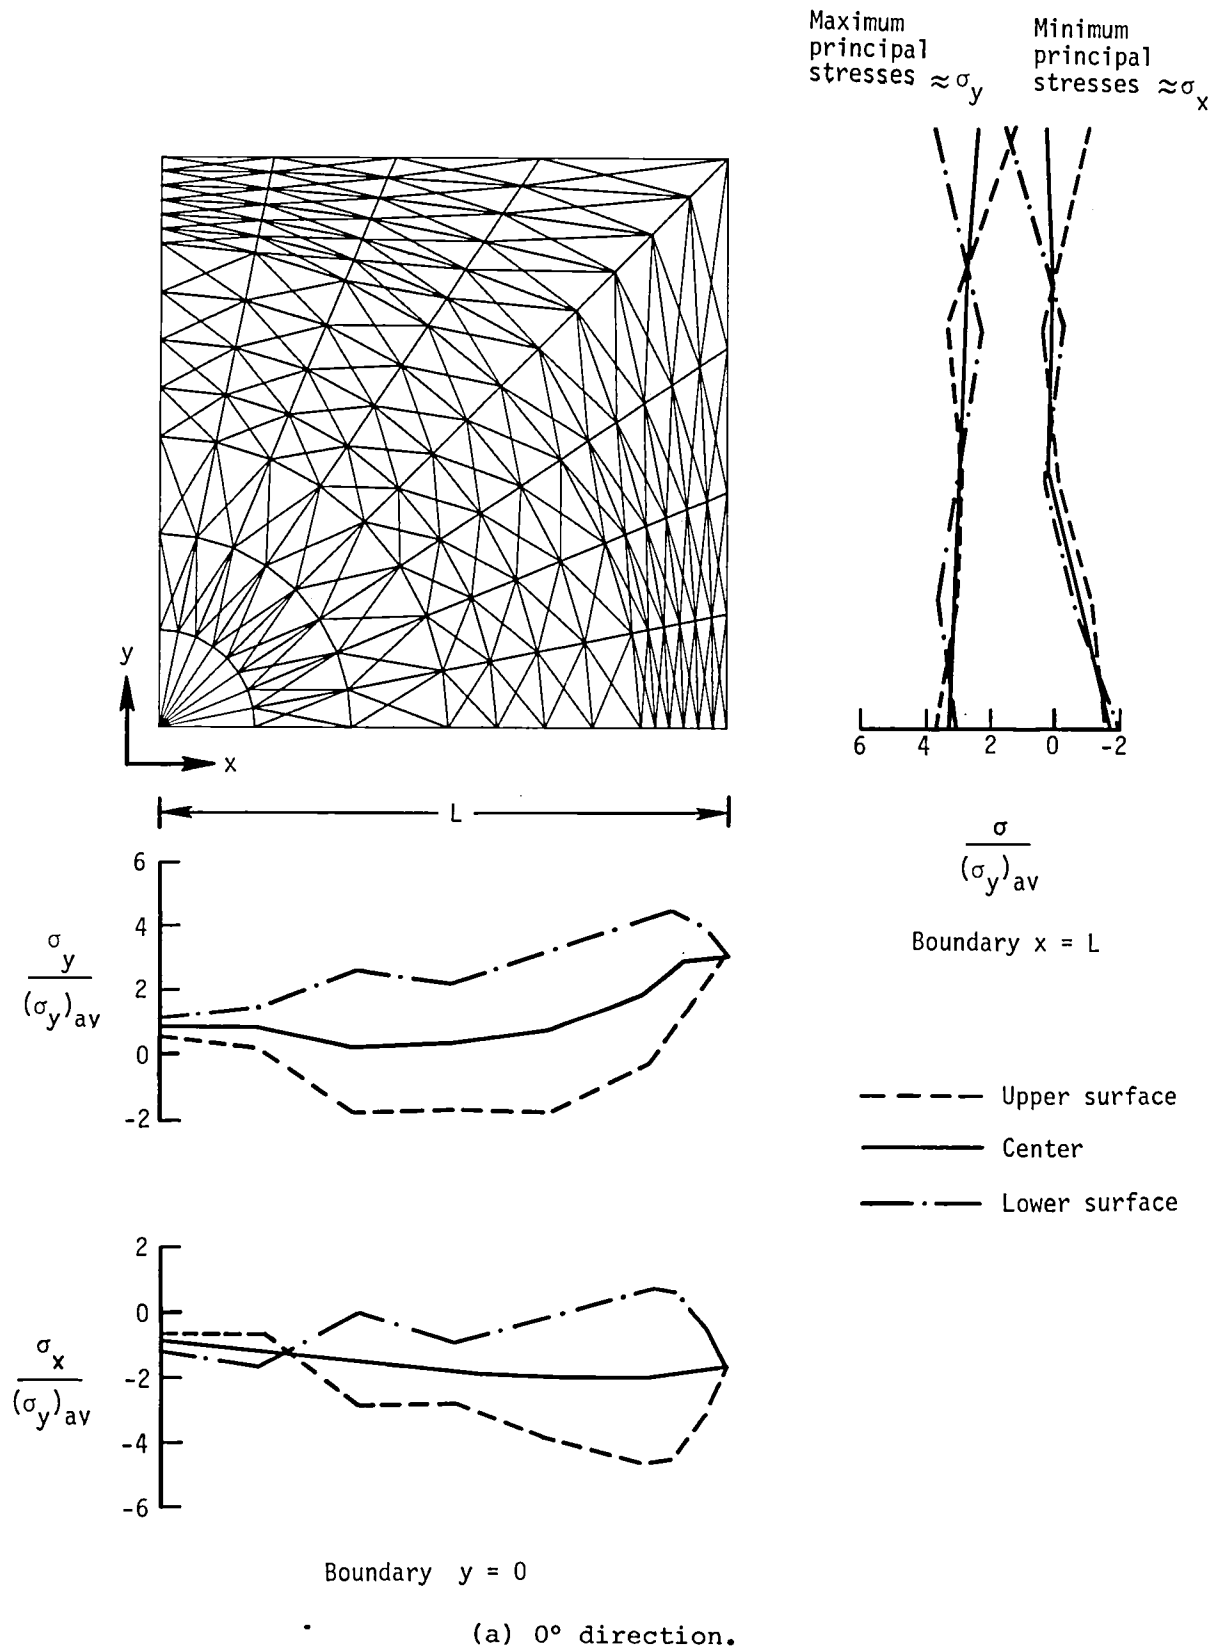 Maximum
principal
stresses ≈σy
Minimum
principal
stresses ≈σx
y
x
L
6 4 2 0 -2
σ
(σy)av
Boundary x = L
6
4
2
0
-2
σy
(σy)av
Upper surface
Center
Lower surface
2
0
-2
-4
-6
σx
(σy)av
Boundary y = 0
(a) 0° direction.